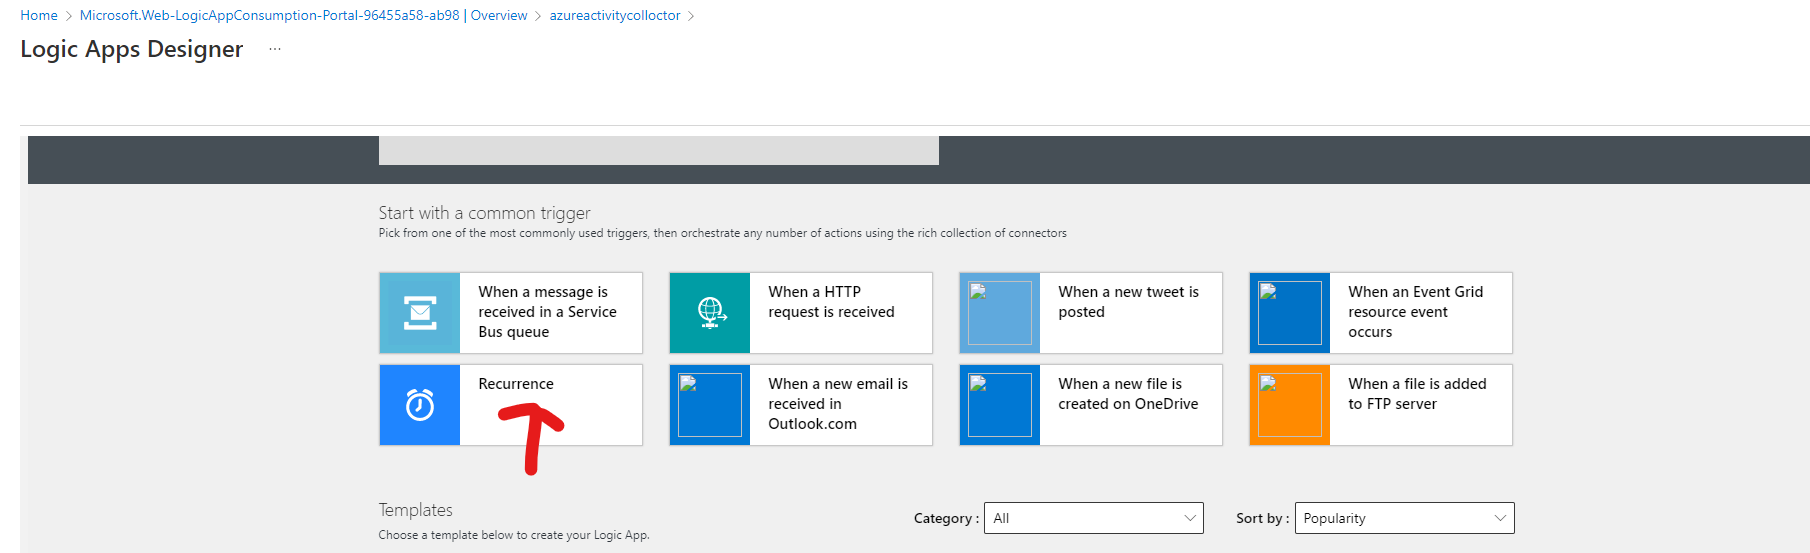 Home > Microsoft.Web-LogicAppConsumption-Portal-96455a58-ab98 | Overview > azureactivitycolloctor >
Logic Apps Designer ...
Start with a common trigger
Pick from one of the most commonly used triggers, then orchestrate any number of actions using the rich collection of connectors
When a message is
received in a Service
Bus queue
When a HTTP
request is received
When a new tweet is
posted
When an Event Grid
resource event
occurs
Recurrence
When a new email is
received in
Outlook.com
When a new file is
created on OneDrive
When a file is added
to FTP server
Templates
Choose a template below to create your Logic App.
Category : All
Sort by : Popularity